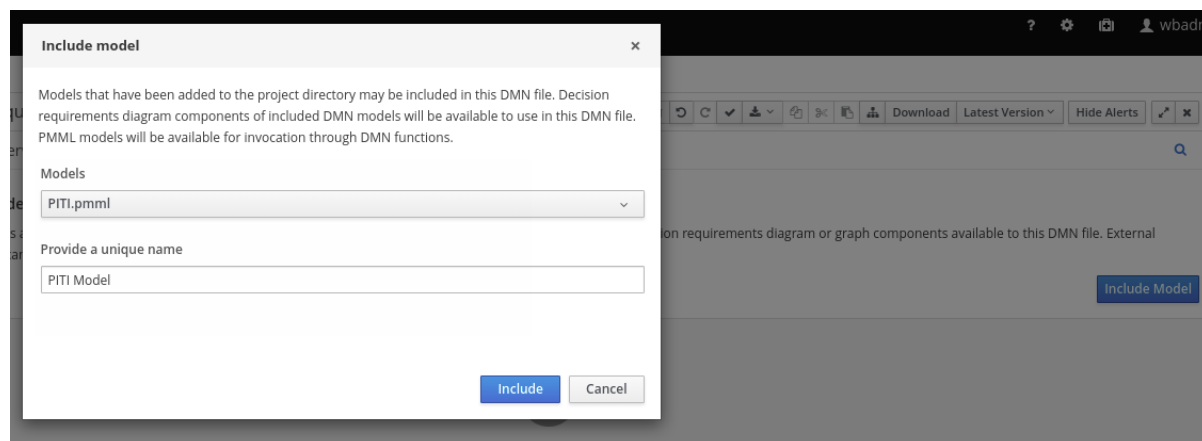 ?
wbadr
Include model
×
Models that have been added to the project directory may be included in this DMN file. Decision
requirements diagram components of included DMN models will be available to use in this DMN file.
PMML models will be available for invocation through DMN functions.
Download Latest Version Hide Alerts
Models
PITI.pmml
ion requirements diagram or graph components available to this DMN file. External
Provide a unique name
PITI Model
Include Model
Include Cancel